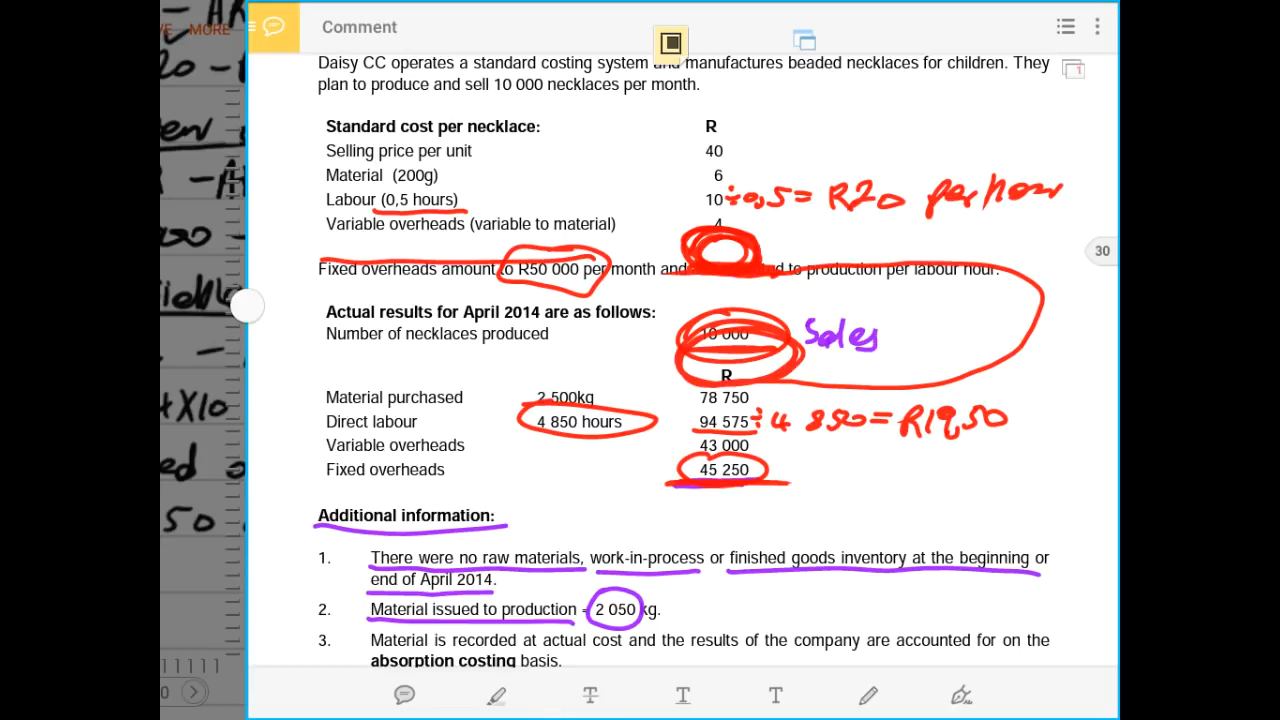 MORE
Comment
Daisy CC operates a standard costing system and manufactures beaded necklaces for children. They
plan to produce and sell 10 000 necklaces per month.
Standard cost per necklace: R
Selling price per unit 40
Material (200g) 6
Labour (0,5 hours) 10 ÷0,5 = R20 per hour
Variable overheads (variable to material) 4
Fixed overheads amount to R50 000 per month and to production per labour hour.
30
Actual results for April 2014 are as follows:
Number of necklaces produced 10 000 Sales
R
Material purchased 2 500kg 78 750
Direct labour 4 850 hours 94 575 ÷4 850 = R19,50
Variable overheads 43 000
Fixed overheads 45 250
Additional information:
1. There were no raw materials, work-in-process or finished goods inventory at the beginning or
end of April 2014.
2. Material issued to production = 2 050 kg.
3. Material is recorded at actual cost and the results of the company are accounted for on the
absorption costing basis.